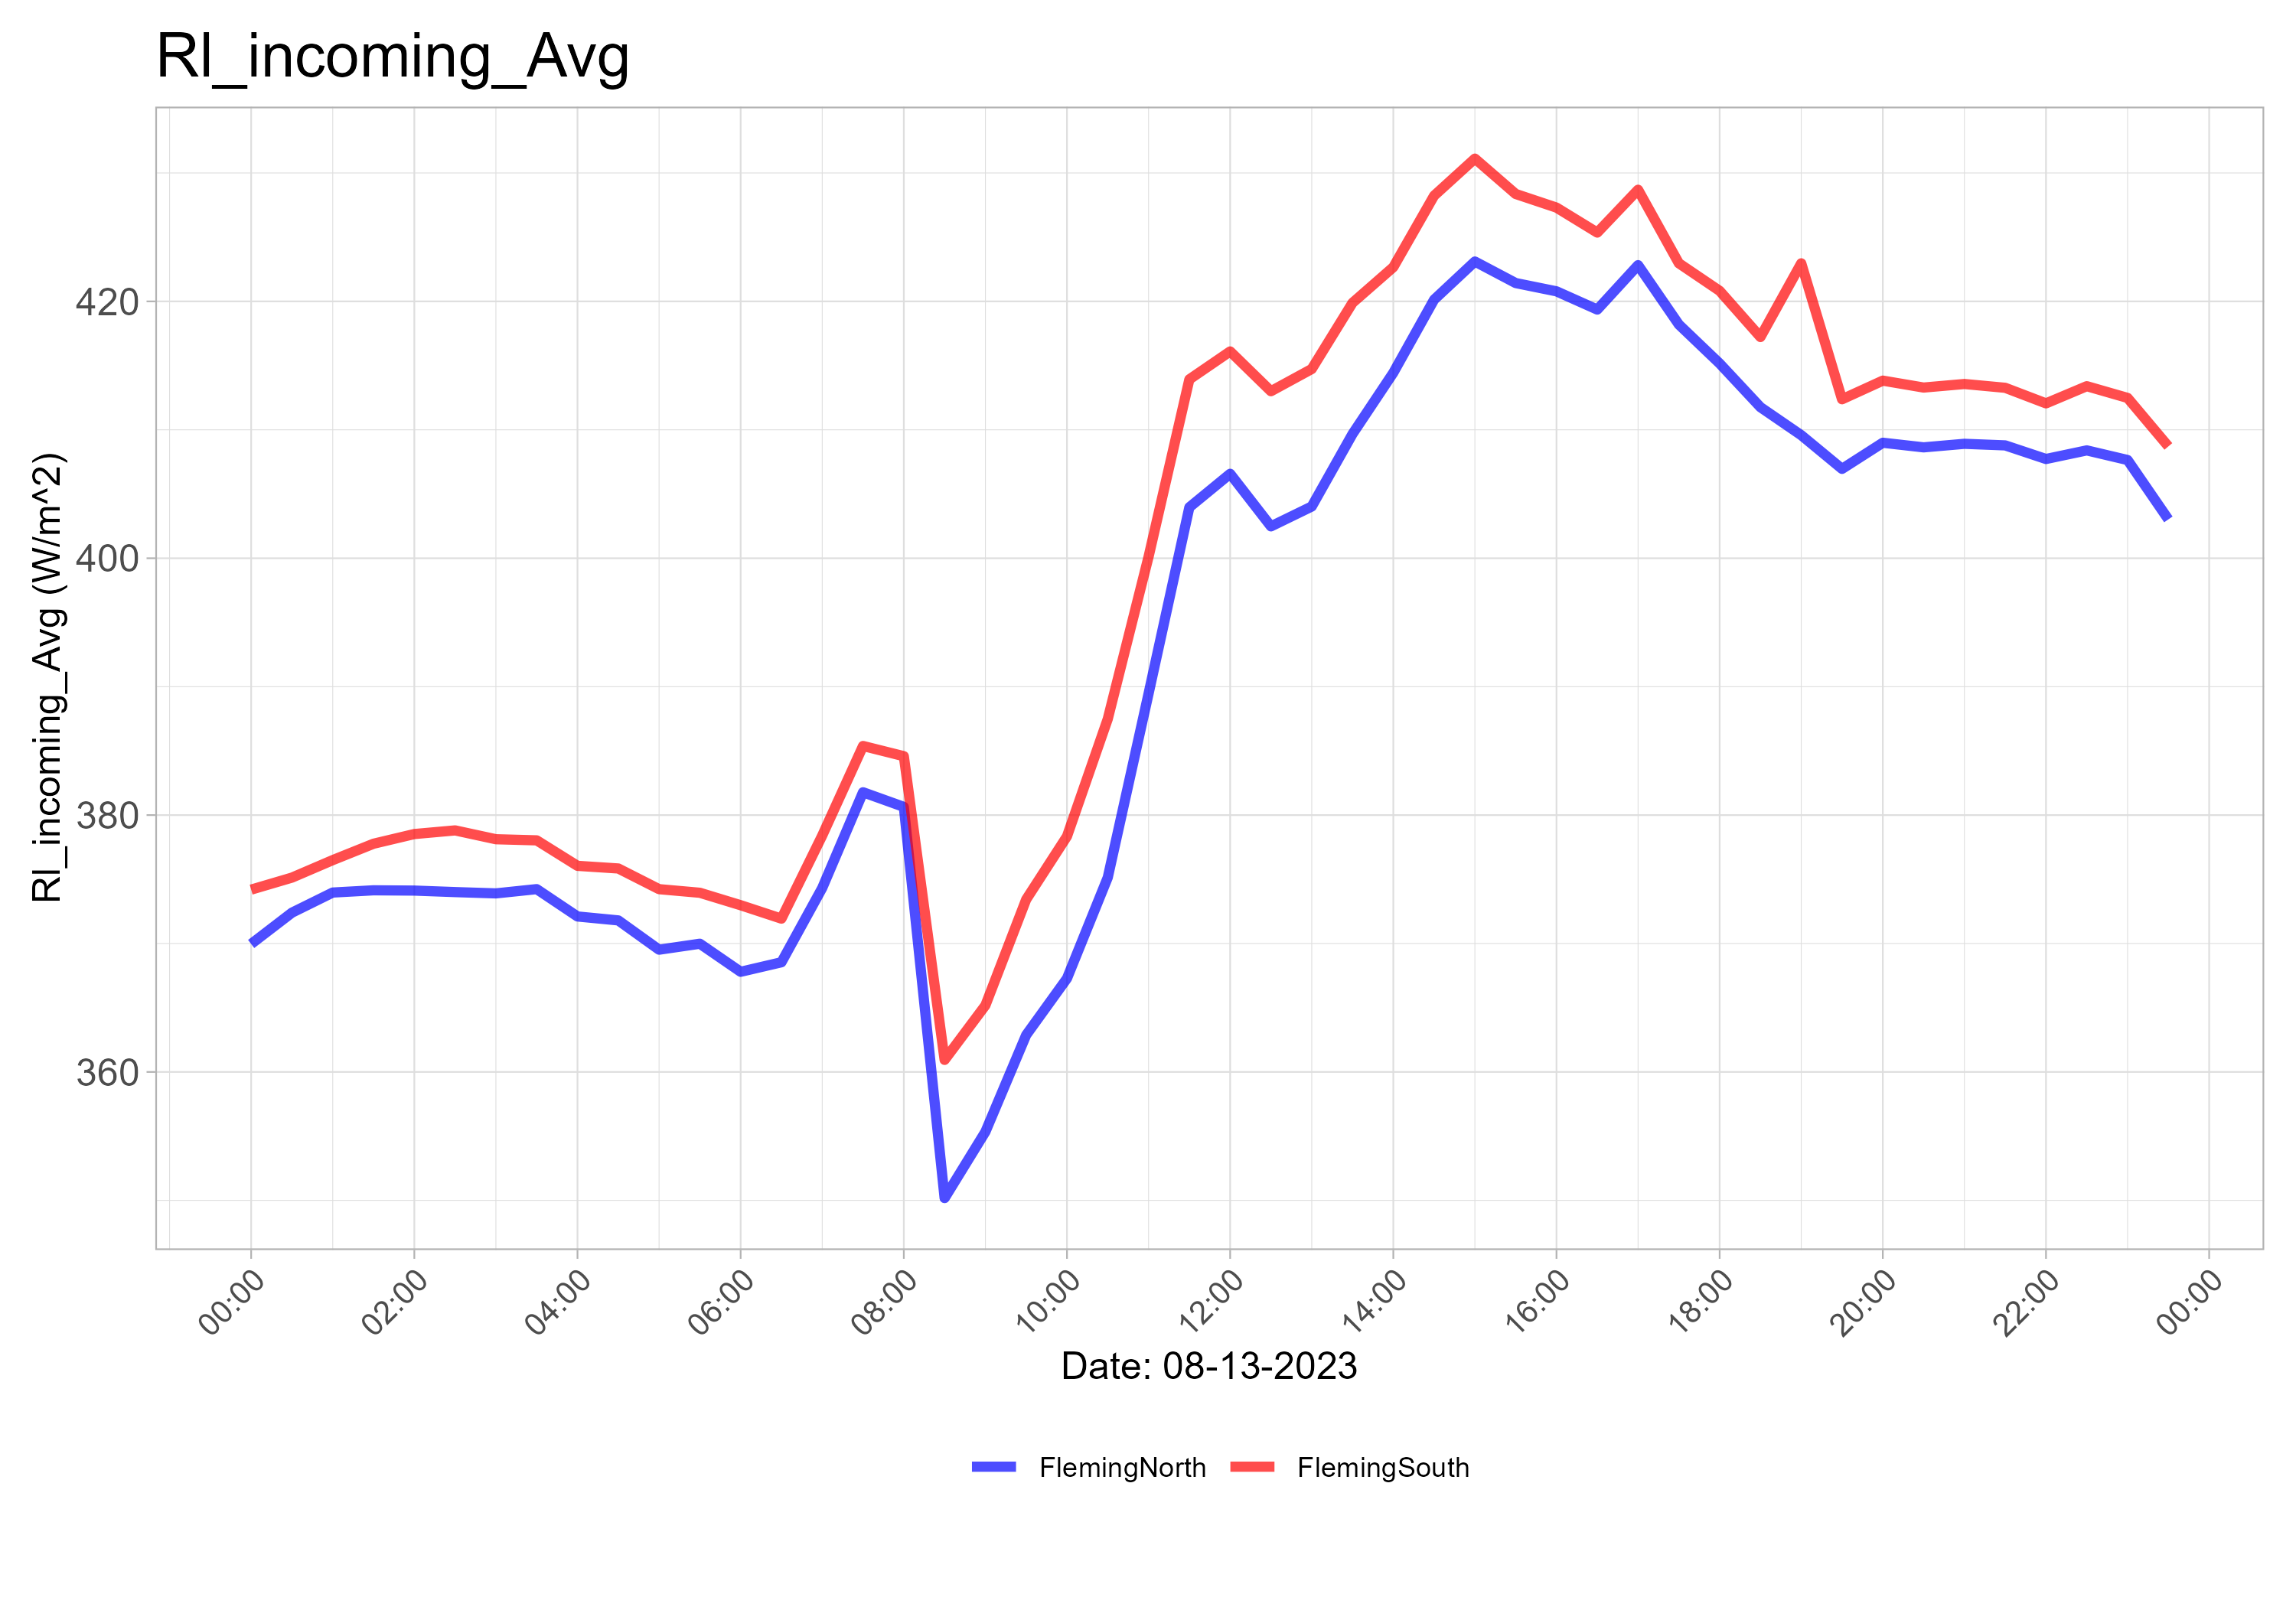 Rl_incoming_Avg
Rl_incoming_Avg (W/m^2)
420
400
380
360
00:00 02:00 04:00 06:00 08:00 10:00 12:00 14:00 16:00 18:00 20:00 22:00 00:00
Date: 08-13-2023
FlemingNorth FlemingSouth